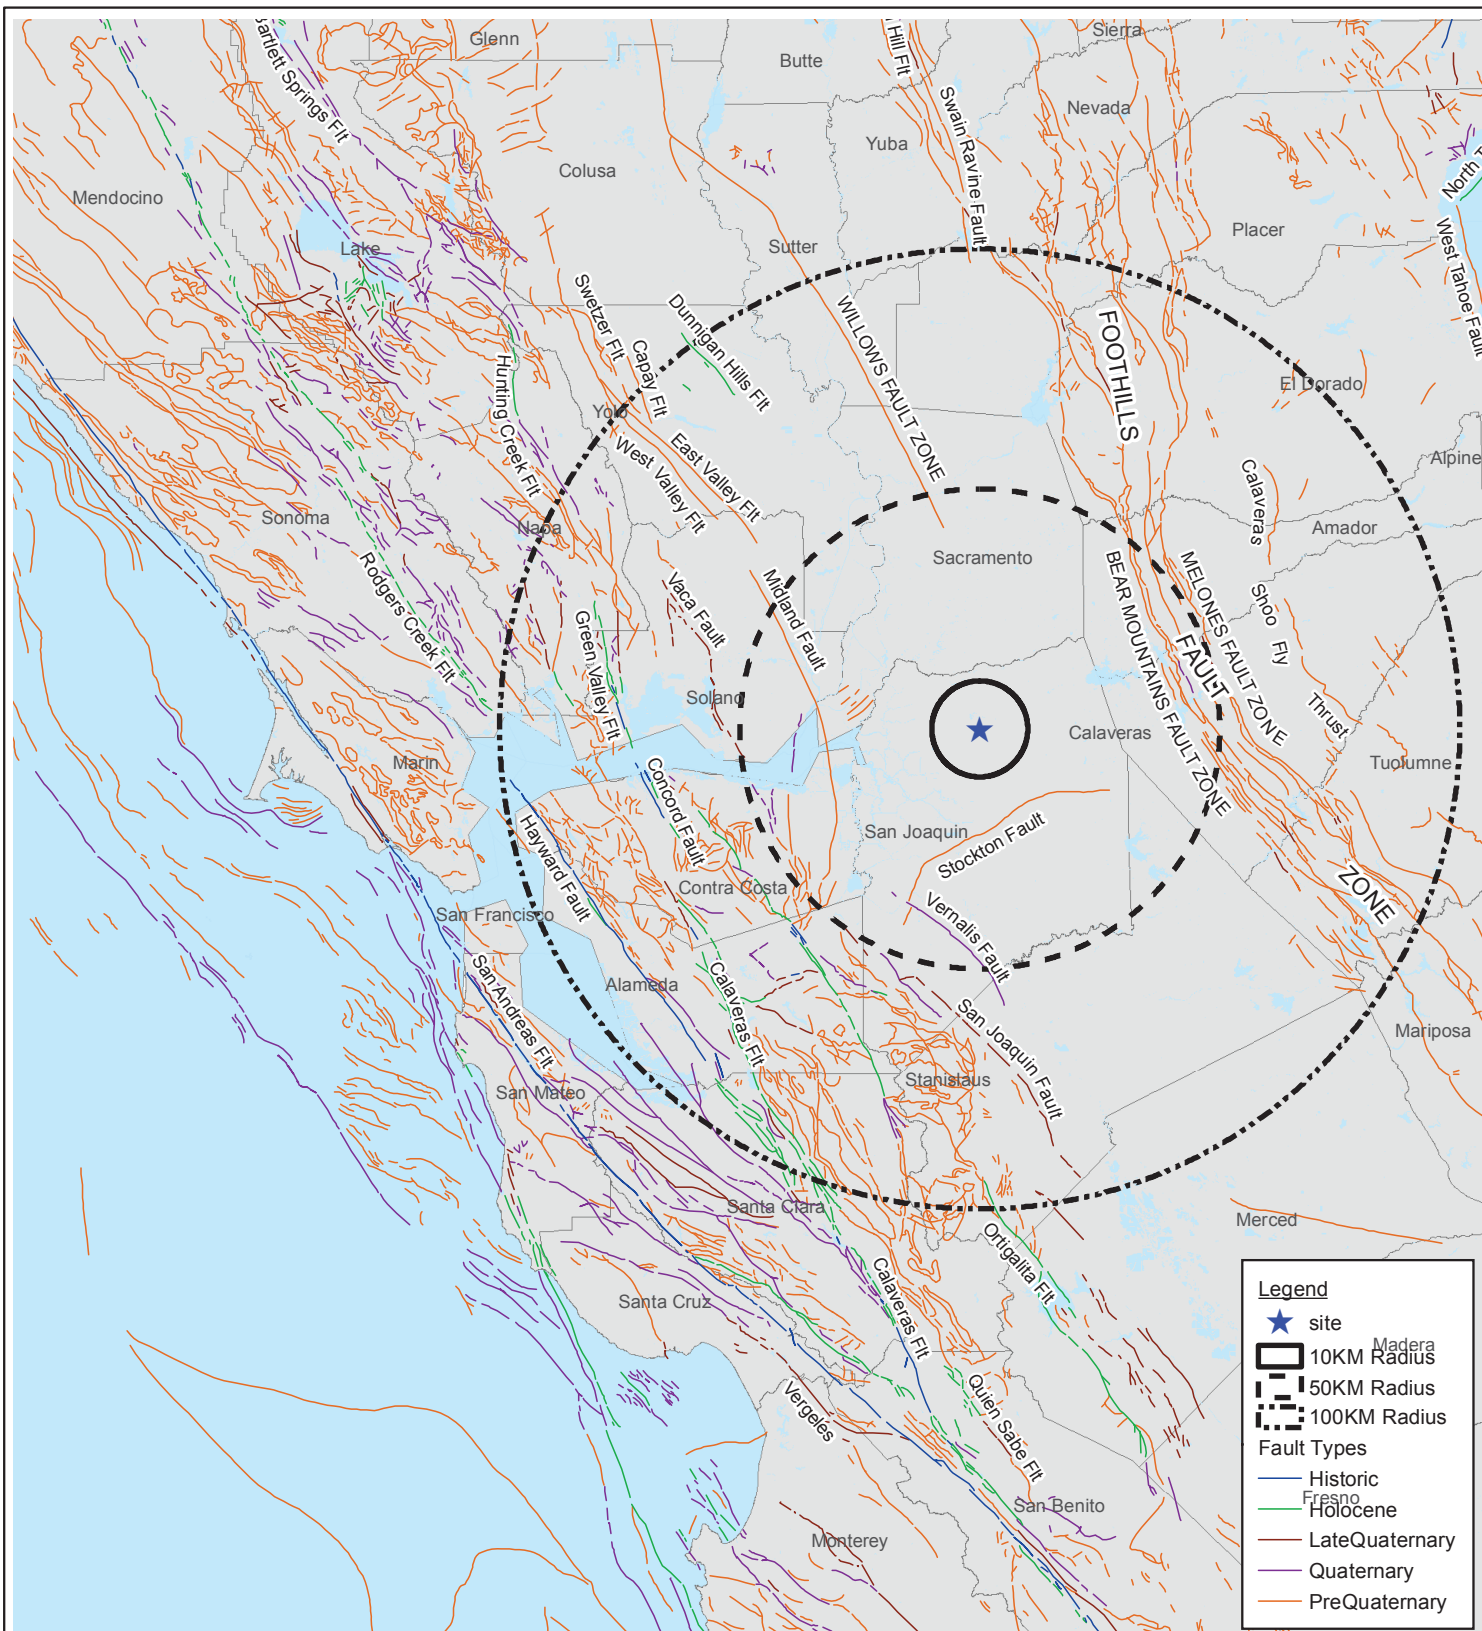 Glenn
Butte
Sierra
Hill Flt
Bartlett Springs Flt
Swain Ravine Fault
Nevada
Yuba
Colusa
Mendocino
North T
Lake
Sutter
Placer
West Tahoe Fault
Swetzer Flt
Dunnigan Hills Flt
WILLOWS FAULT ZONE
FOOTHILLS
Capay Flt
Hunting Creek Flt
El Dorado
Yolo
East Valley Flt
West Valley Flt
Calaveras
Alpine
Sonoma
Napa
Amador
Sacramento
Rodgers Creek Flt
Vaca Fault
Midland Fault
BEAR MOUNTAINS FAULT ZONE
MELONES FAULT ZONE
FAULT
Shoo Fly
Thrust
Green Valley Flt
Solano
Calaveras
Marin
Tuolumne
Concord Fault
Hayward Fault
San Joaquin
Stockton Fault
Contra Costa
ZONE
Vernalis Fault
San Francisco
San Andreas Flt
Alameda
Calaveras Flt
San Joaquin Fault
Mariposa
Stanislaus
San Mateo
Santa Clara
Merced
Ortigalita Flt
Santa Cruz
Calaveras Flt
Vergeles
Quien Sabe Flt
San Benito
Monterey
Legend
site
Madera
10KM Radius
50KM Radius
100KM Radius
Fault Types
Historic
Fresno
Holocene
LateQuaternary
Quaternary
PreQuaternary